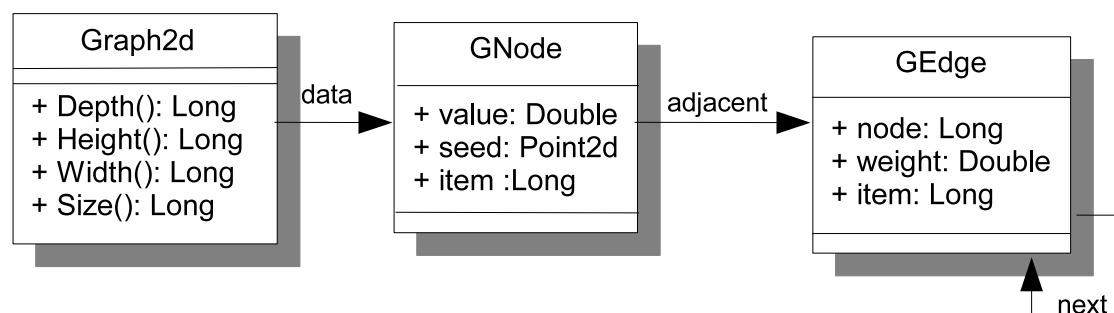 Graph2d
+ Depth(): Long
+ Height(): Long
+ Width(): Long
+ Size(): Long
data
GNode
+ value: Double
+ seed: Point2d
+ item :Long
adjacent
GEdge
+ node: Long
+ weight: Double
+ item: Long
next